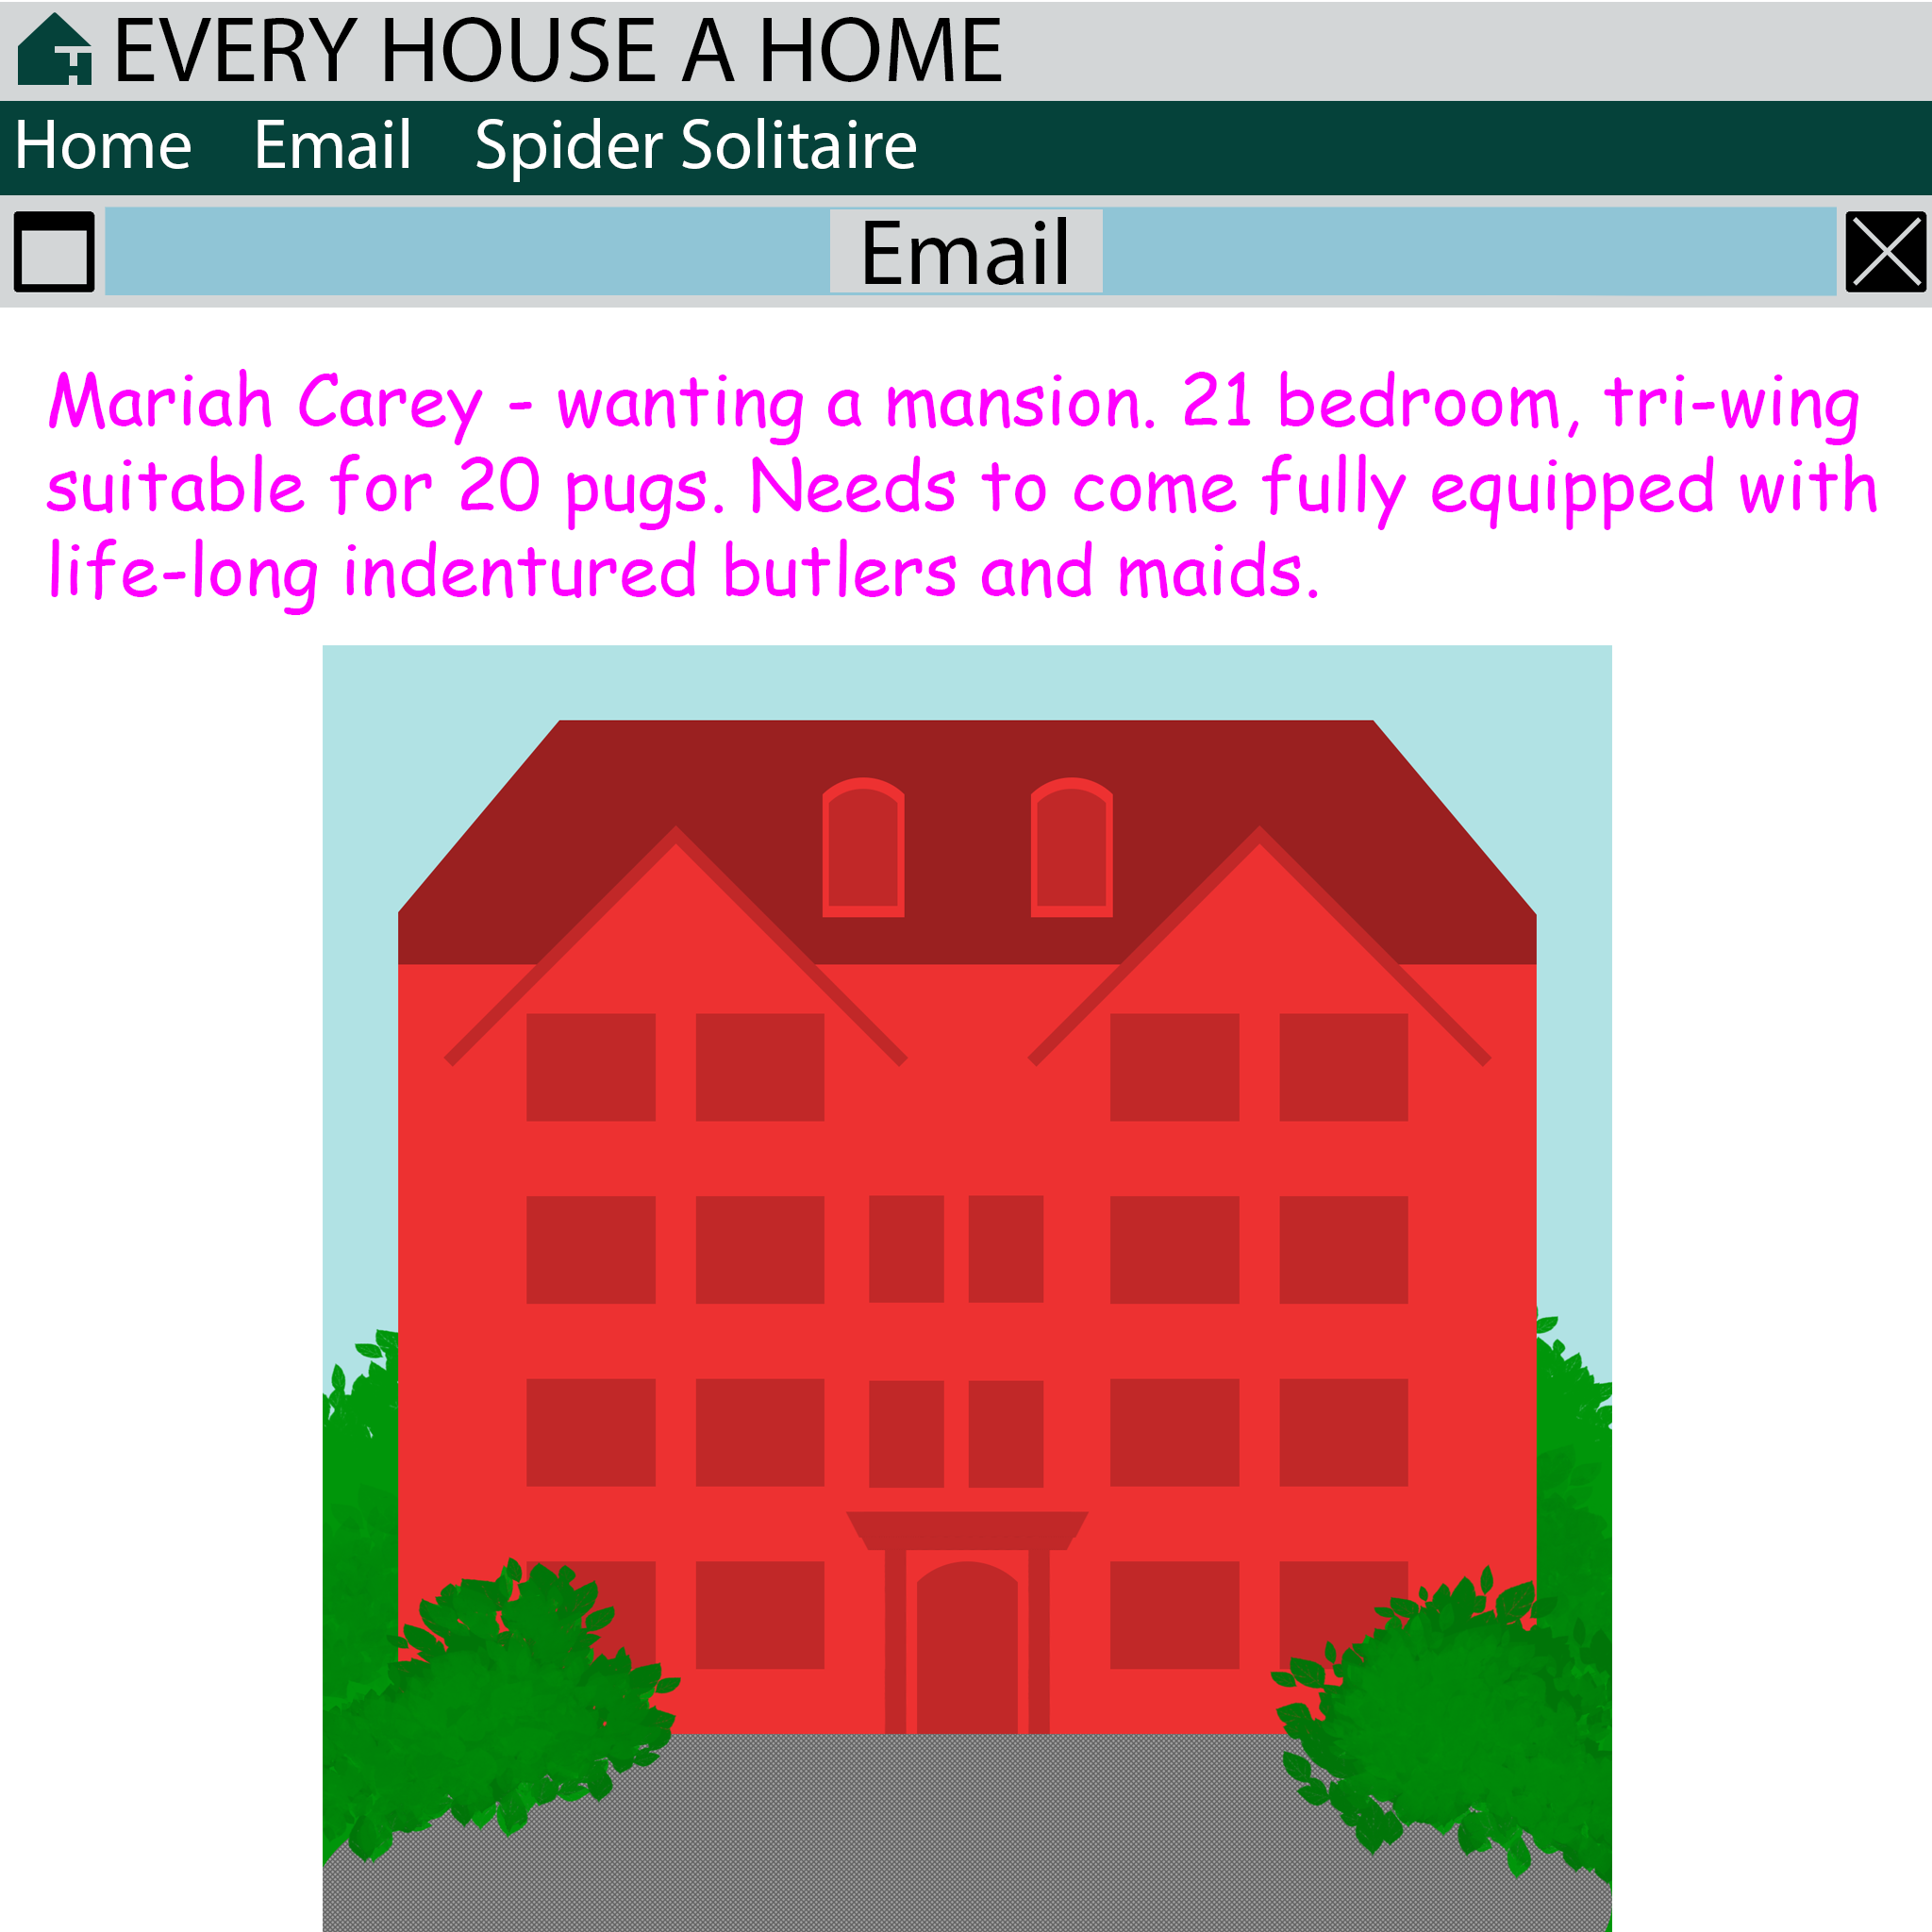 EVERY HOUSE A HOME
Home Email Spider Solitaire
Email
Mariah Carey - wanting a mansion. 21 bedroom, tri-wing
suitable for 20 pugs. Needs to come fully equipped with
life-long indentured butlers and maids.